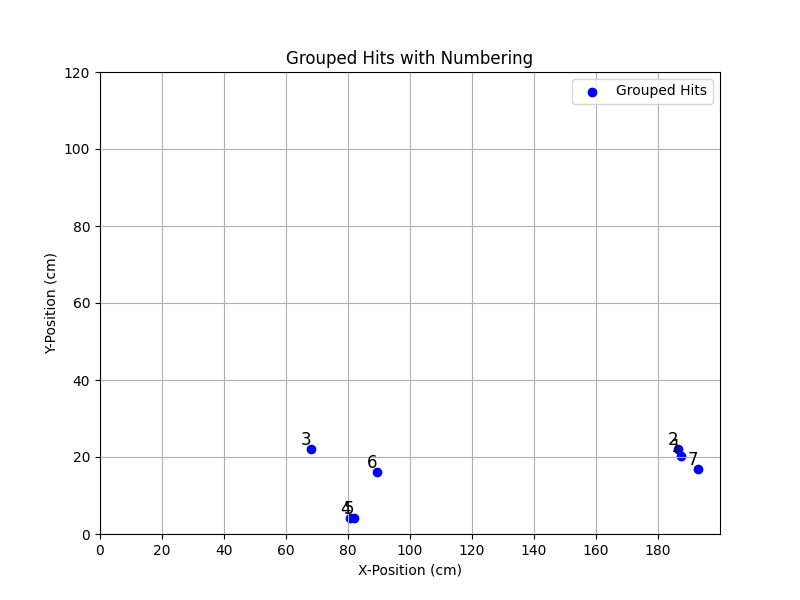 Grouped Hits with Numbering
Grouped Hits
120
100
80
60
40
20
0
Y-Position (cm)
3
6
4
5
2
1
7
0 20 40 60 80 100 120 140 160 180
X-Position (cm)